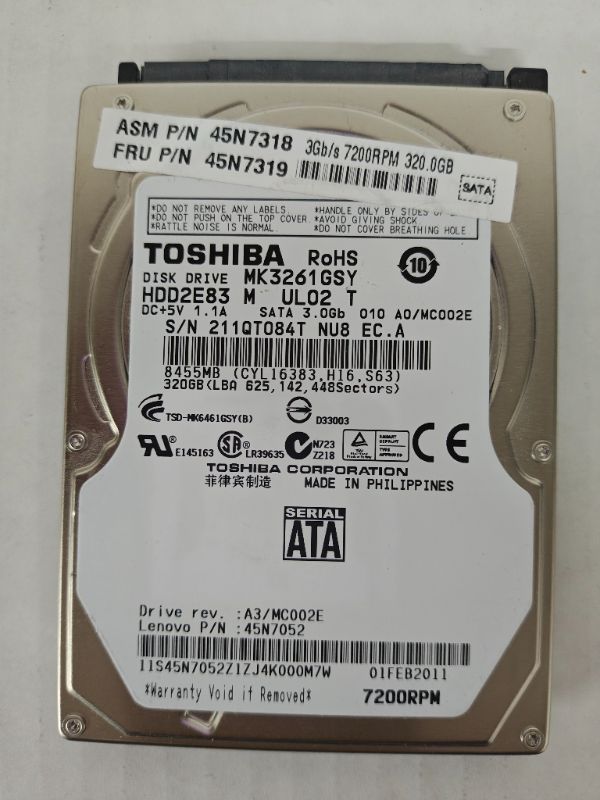 ASM P/N 45N7318 3Gb/s 7200RPM 320.0GB
FRU P/N 45N7319
SATA
*DO NOT REMOVE ANY LABELS *HANDLE ONLY BY SIDES OF
*DO NOT PUSH ON THE TOP COVER *AVOID GIVING SHOCK
*RATTLE NOISE IS NORMAL *DO NOT COVER BREATHING HOLE
TOSHIBA RoHS
10
DISK DRIVE MK3261GSY
HDD2E83 M UL02 T
DC+5V 1.1A SATA 3.0Gb 010 A0/MC002E
S/N 211QT084T NU8 EC.A
8455MB (CYL16383,H16,S63)
320GB(LBA 625,142,448Sectors)
TSD-MK6461GSY(B) D33003
E145163 LR39635 N723
Z218
CE
TOSHIBA CORPORATION
菲律宾制造 MADE IN PHILIPPINES
SERIAL
ATA
Drive rev. :A3/MC002E
Lenovo P/N :45N7052
11S45N7052Z1ZJ4K000M7W 01FEB2011
*Warranty Void if Removed* 7200RPM